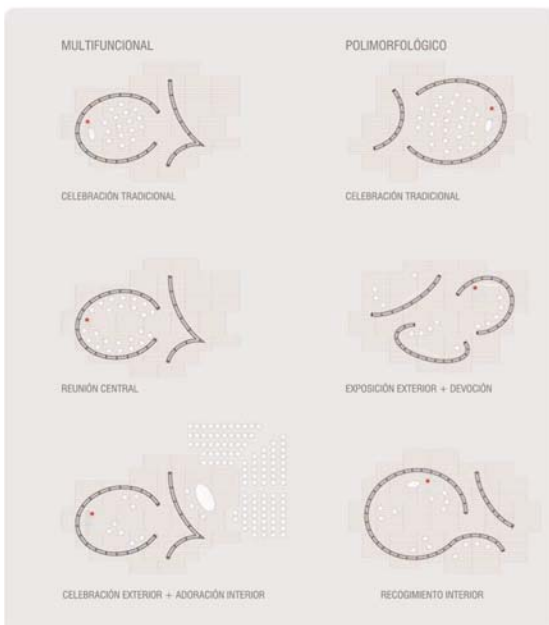 MULTIFUNCIONAL
POLIMORFOLÓGICO
CELEBRACIÓN TRADICIONAL
CELEBRACIÓN TRADICIONAL
REUNIÓN CENTRAL
EXPOSICIÓN EXTERIOR + DEVOCIÓN
CELEBRACIÓN EXTERIOR + ADORACIÓN INTERIOR
RECOGIMIENTO INTERIOR